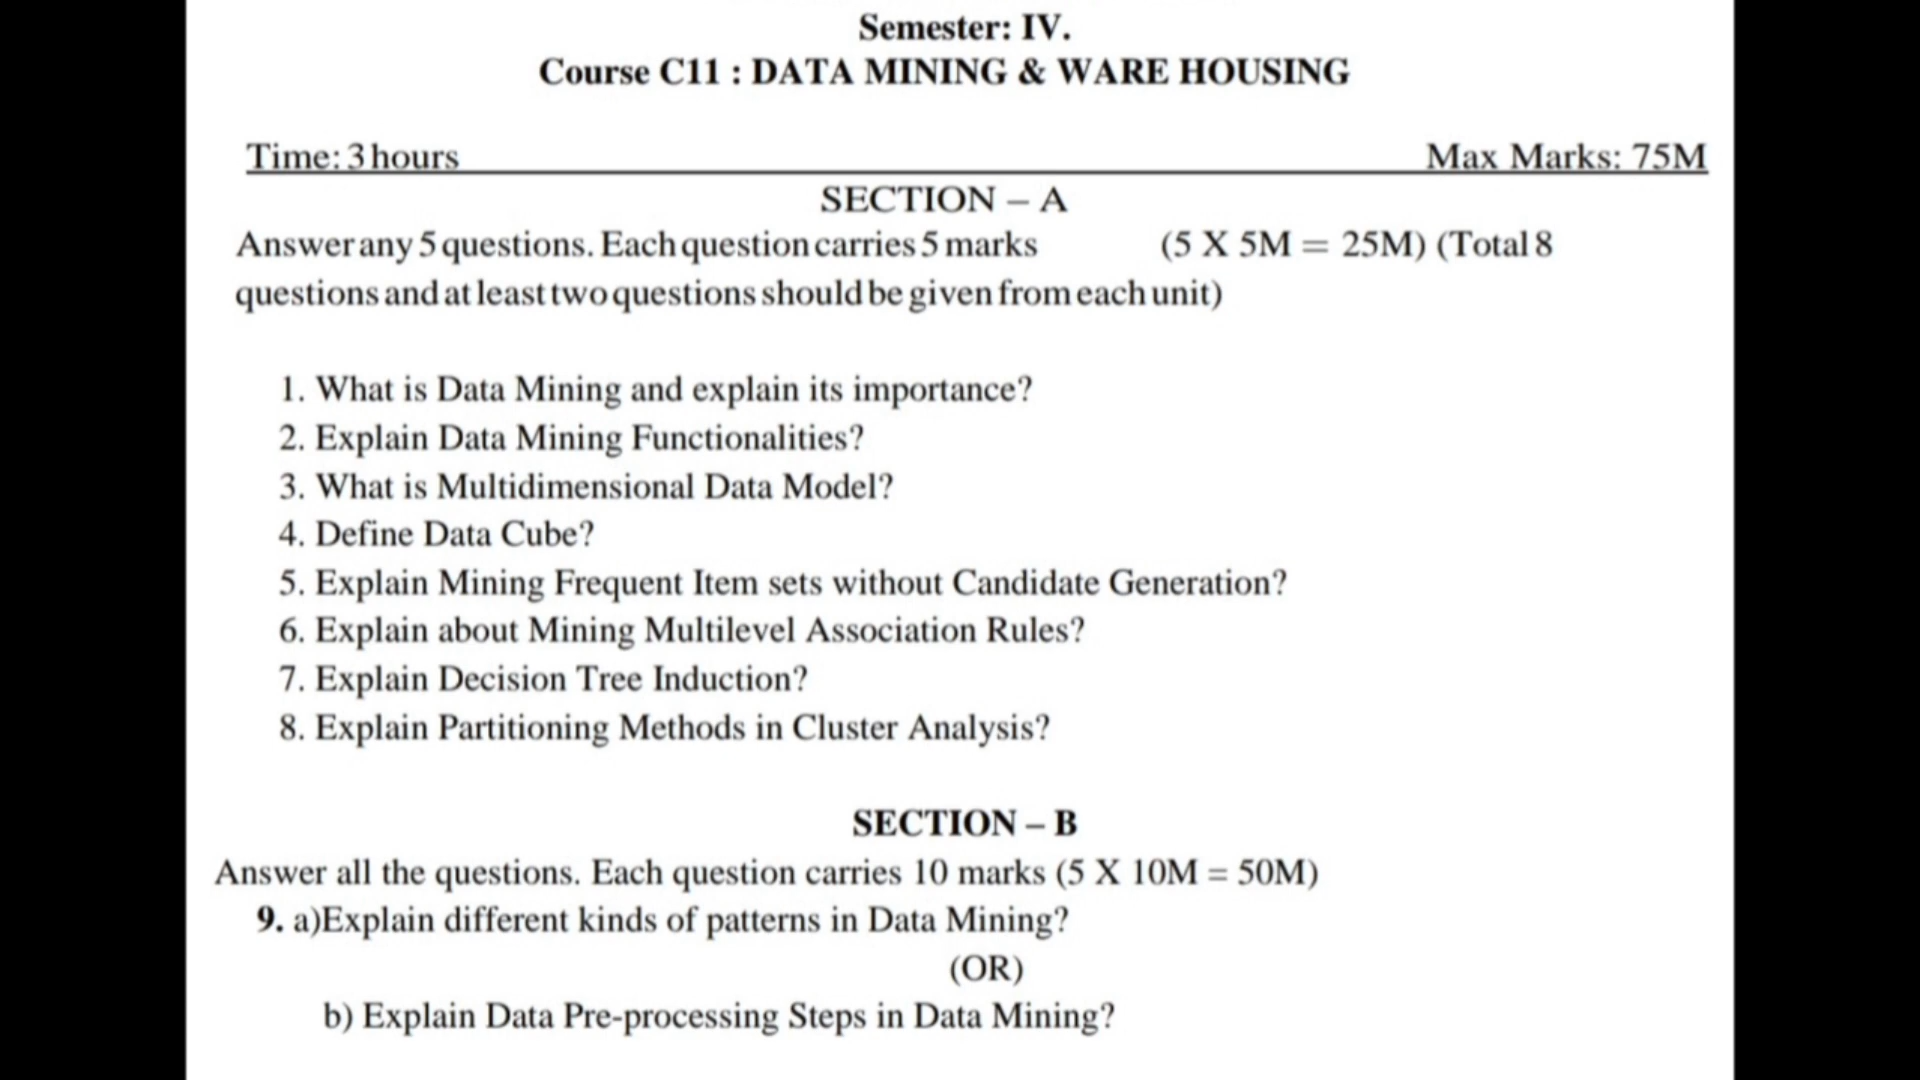 Semester: IV.
Course C11 : DATA MINING & WARE HOUSING
Time: 3 hours Max Marks: 75M
SECTION – A
Answer any 5 questions. Each question carries 5 marks (5 X 5M = 25M) (Total 8
questions and at least two questions should be given from each unit)
1. What is Data Mining and explain its importance?
2. Explain Data Mining Functionalities?
3. What is Multidimensional Data Model?
4. Define Data Cube?
5. Explain Mining Frequent Item sets without Candidate Generation?
6. Explain about Mining Multilevel Association Rules?
7. Explain Decision Tree Induction?
8. Explain Partitioning Methods in Cluster Analysis?
SECTION – B
Answer all the questions. Each question carries 10 marks (5 X 10M = 50M)
9. a)Explain different kinds of patterns in Data Mining?
(OR)
b) Explain Data Pre-processing Steps in Data Mining?